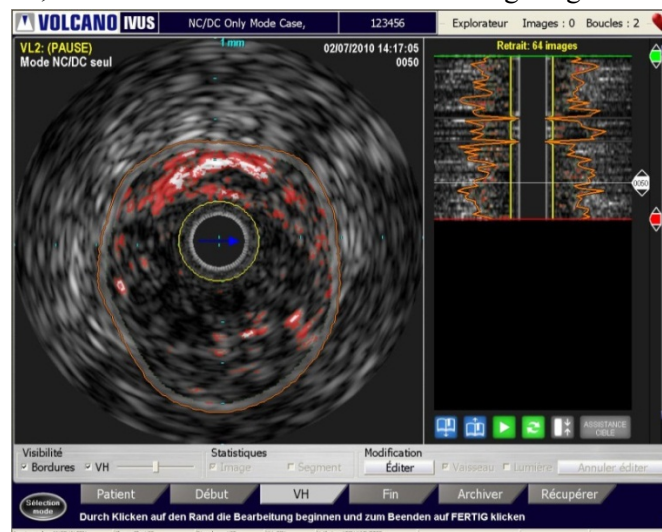 VOLCANO IVUS
NC/DC Only Mode Case,
123456
Explorateur
Images : 0
Boucles : 2
VL2: (PAUSE)
Mode NC/DC seul
1 mm
02/07/2010 14:17:05
0050
Retrait: 64 images
0050
ASSISTANCE
CIBLE
Visibilité
Bordures
VH
Statistiques
Image
Segment
Modification
Éditer
Vaisseau
Lumière
Annuler éditer
Sélection
mode
Patient
Début
VH
Fin
Archiver
Récupérer
Durch Klicken auf den Rand die Bearbeitung beginnen und zum Beenden auf FERTIG klicken